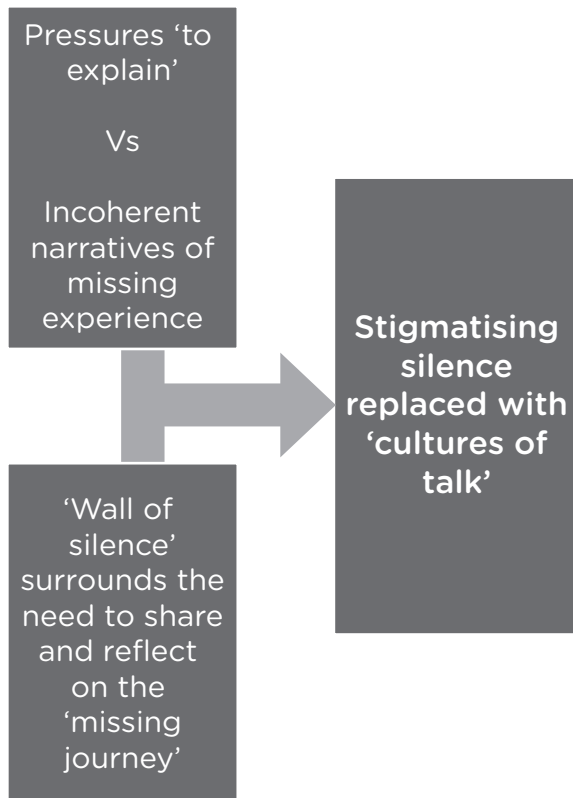 Pressures ‘to
explain’
Vs
Incoherent
narratives of
missing
experience
‘Wall of
silence’
surrounds the
need to share
and reflect
on the
‘missing
journey’
Stigmatising
silence
replaced with
‘cultures of
talk’